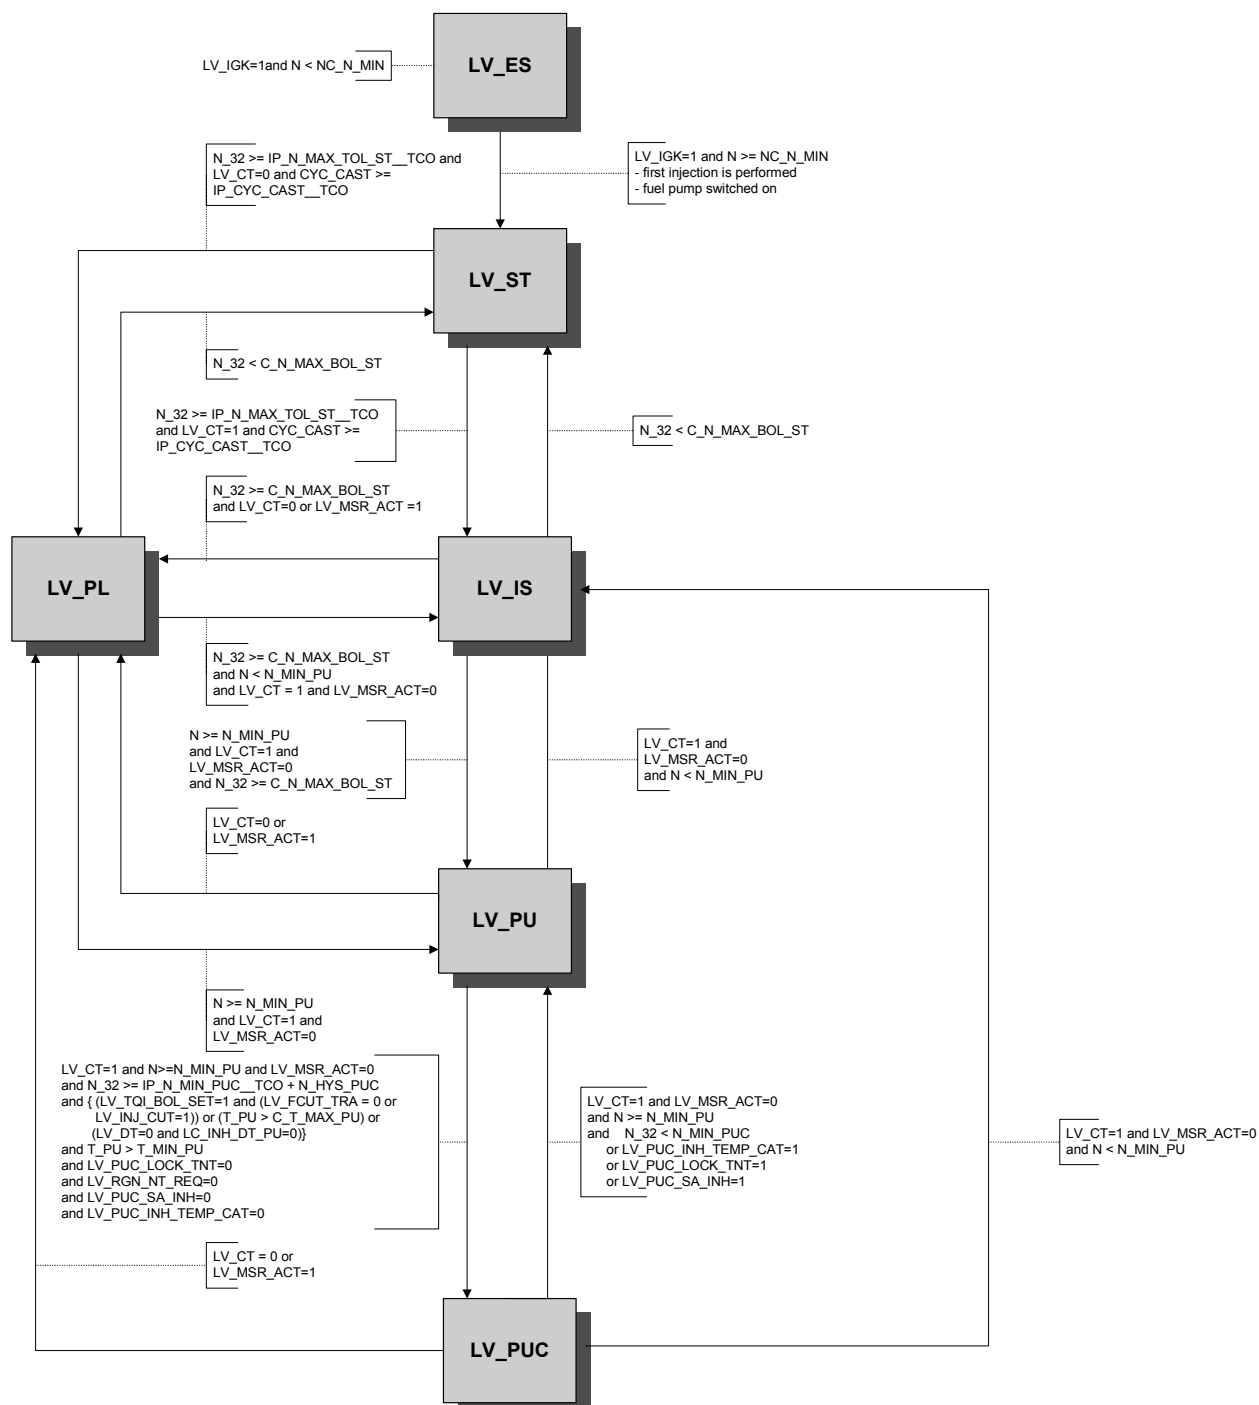 LV_ES
LV_IGK=1and N < NC_N_MIN
N_32 >= IP_N_MAX_TOL_ST__TCO and
LV_CT=0 and CYC_CAST >=
IP_CYC_CAST__TCO
LV_IGK=1 and N >= NC_N_MIN
- first injection is performed
- fuel pump switched on
LV_ST
N_32 < C_N_MAX_BOL_ST
N_32 >= IP_N_MAX_TOL_ST__TCO
and LV_CT=1 and CYC_CAST >=
IP_CYC_CAST__TCO
N_32 < C_N_MAX_BOL_ST
N_32 >= C_N_MAX_BOL_ST
and LV_CT=0 or LV_MSR_ACT =1
LV_PL
LV_IS
N_32 >= C_N_MAX_BOL_ST
and N < N_MIN_PU
and LV_CT = 1 and LV_MSR_ACT=0
N >= N_MIN_PU
and LV_CT=1 and
LV_MSR_ACT=0
and N_32 >= C_N_MAX_BOL_ST
LV_CT=1 and
LV_MSR_ACT=0
and N < N_MIN_PU
LV_CT=0 or
LV_MSR_ACT=1
LV_PU
N >= N_MIN_PU
and LV_CT=1 and
LV_MSR_ACT=0
LV_CT=1 and N>=N_MIN_PU and LV_MSR_ACT=0
and N_32 >= IP_N_MIN_PUC__TCO + N_HYS_PUC
and { (LV_TQI_BOL_SET=1 and (LV_FCUT_TRA = 0 or
LV_INJ_CUT=1)) or (T_PU > C_T_MAX_PU) or
(LV_DT=0 and LC_INH_DT_PU=0)}
and T_PU > T_MIN_PU
and LV_PUC_LOCK_TNT=0
and LV_RGN_NT_REQ=0
and LV_PUC_SA_INH=0
and LV_PUC_INH_TEMP_CAT=0
LV_CT=1 and LV_MSR_ACT=0
and N >= N_MIN_PU
and N_32 < N_MIN_PUC
or LV_PUC_INH_TEMP_CAT=1
or LV_PUC_LOCK_TNT=1
or LV_PUC_SA_INH=1
LV_CT=1 and LV_MSR_ACT=0
and N < N_MIN_PU
LV_CT = 0 or
LV_MSR_ACT=1
LV_PUC